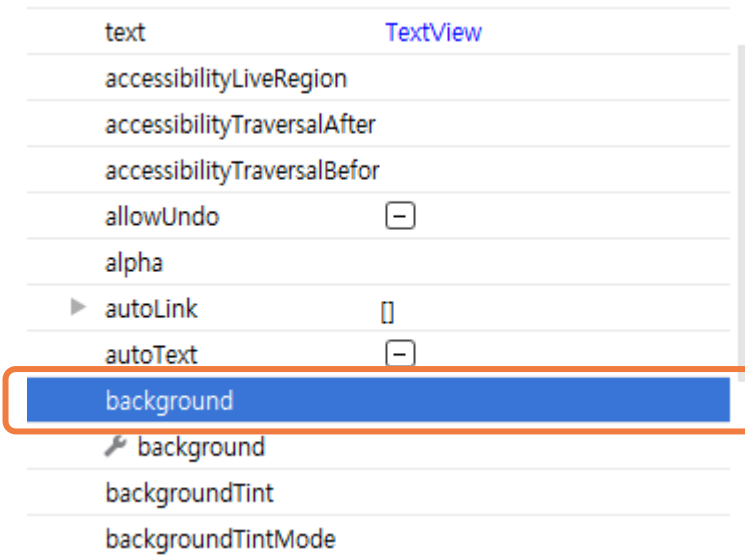 text TextView
accessibilityLiveRegion
accessibilityTraversalAfter
accessibilityTraversalBefor
allowUndo
alpha
autoLink []
autoText
background
background
backgroundTint
backgroundTintMode